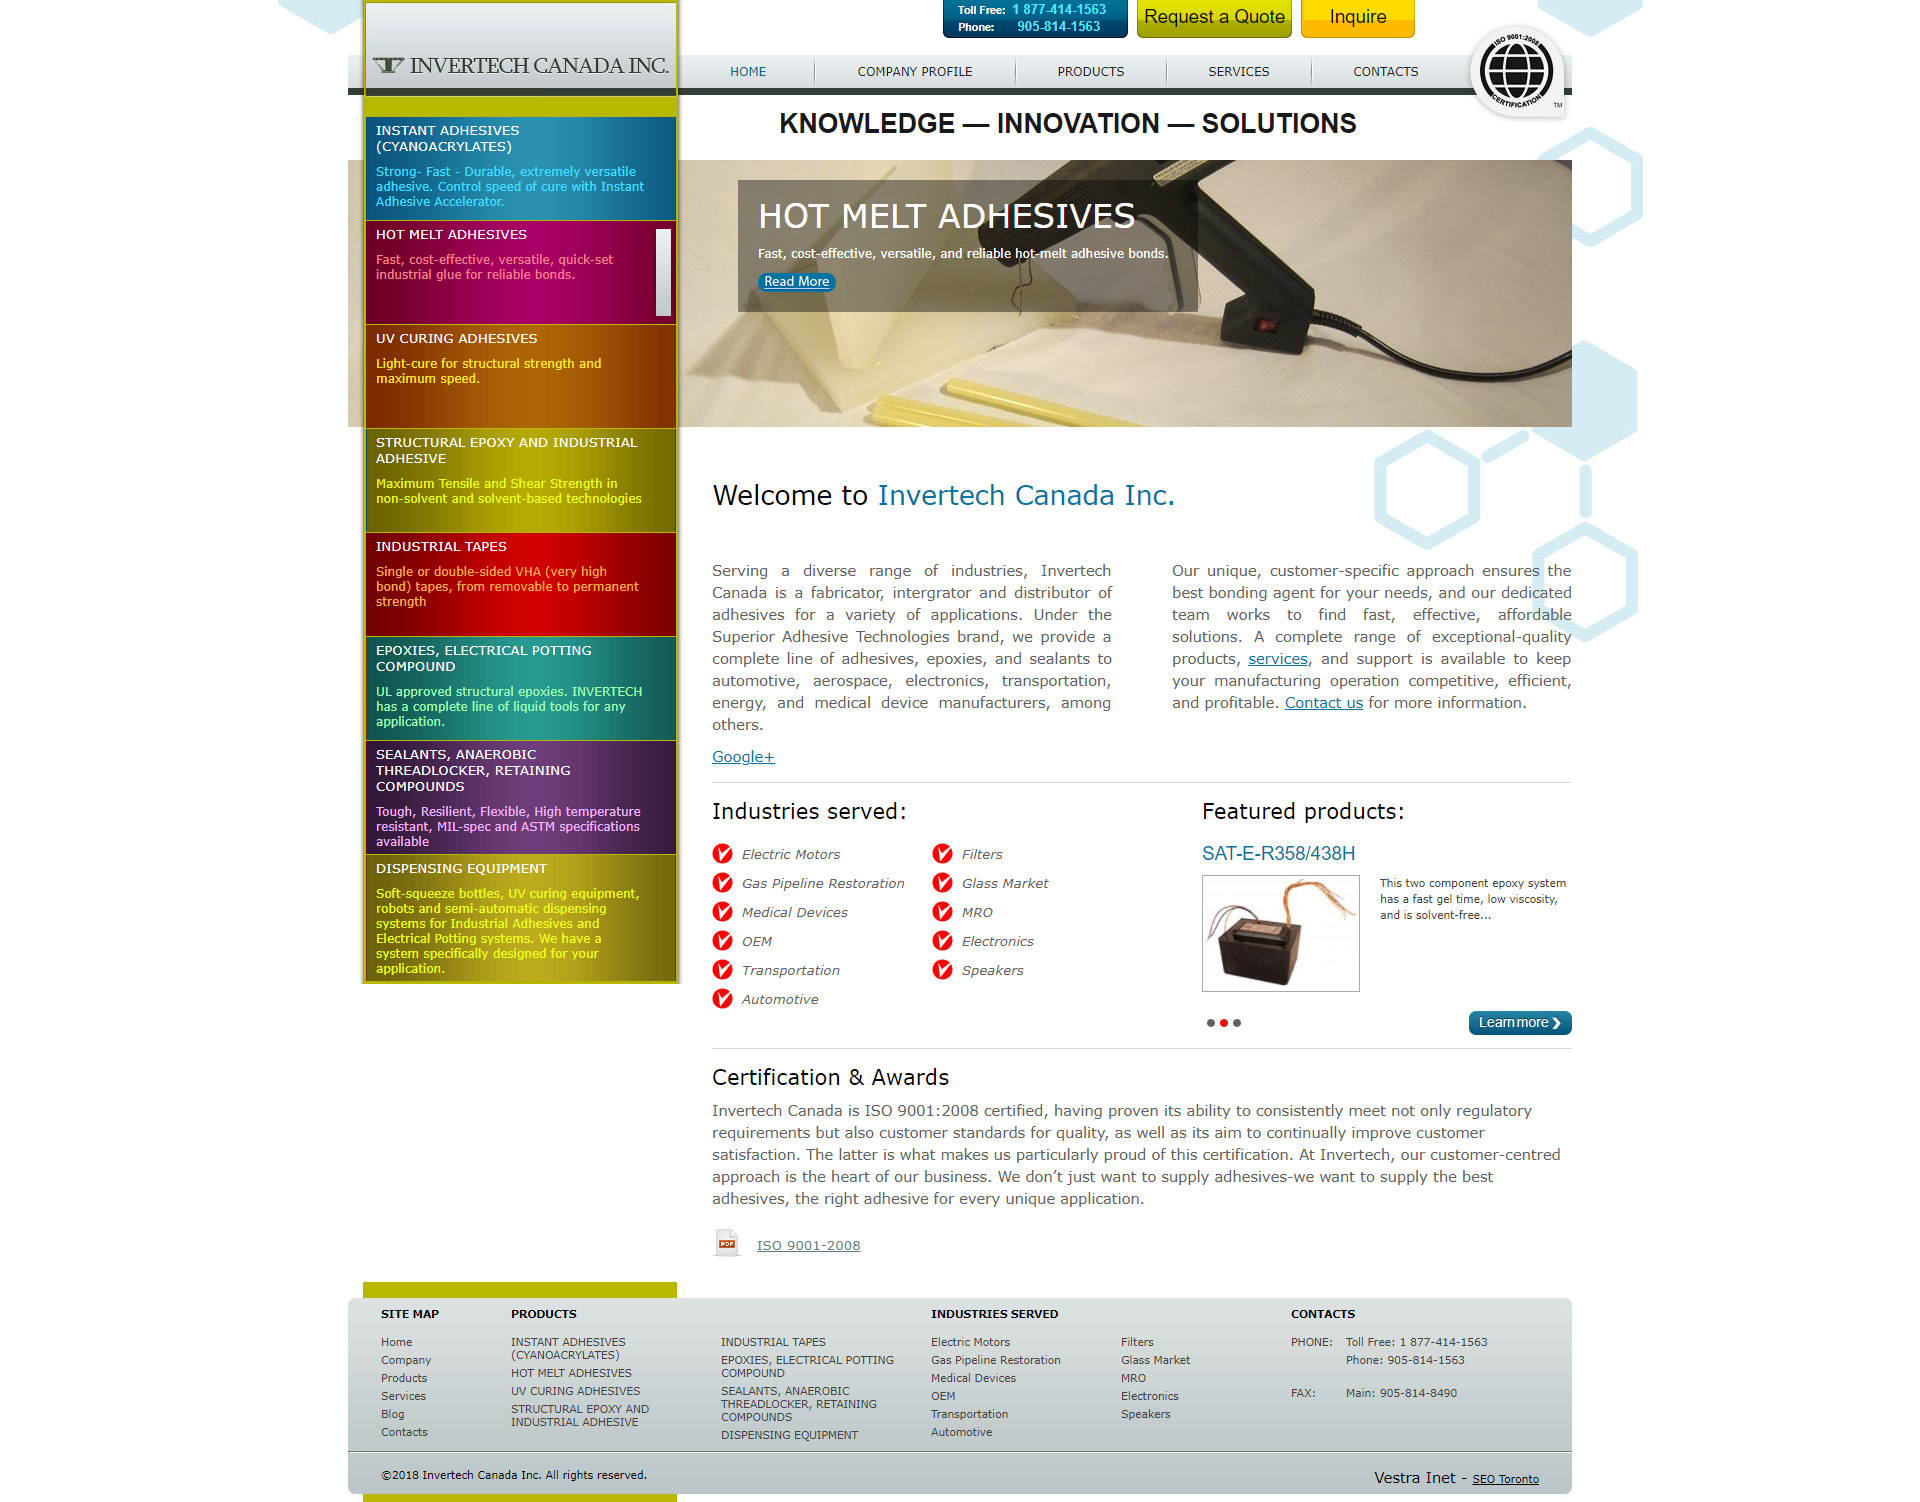 Toll Free: 1 877-414-1563
Phone: 905-814-1563
Request a Quote
Inquire
INVERTECH CANADA INC.
HOME
COMPANY PROFILE
PRODUCTS
SERVICES
CONTACTS
ISO 9001:2008
CERTIFICATION
TM
KNOWLEDGE — INNOVATION — SOLUTIONS
INSTANT ADHESIVES
(CYANOACRYLATES)
Strong- Fast - Durable, extremely versatile
adhesive. Control speed of cure with Instant
Adhesive Accelerator.
HOT MELT ADHESIVES
Fast, cost-effective, versatile, quick-set
industrial glue for reliable bonds.
UV CURING ADHESIVES
Light-cure for structural strength and
maximum speed.
STRUCTURAL EPOXY AND INDUSTRIAL
ADHESIVE
Maximum Tensile and Shear Strength in
non-solvent and solvent-based technologies
INDUSTRIAL TAPES
Single or double-sided VHA (very high
bond) tapes, from removable to permanent
strength
EPOXIES, ELECTRICAL POTTING
COMPOUND
UL approved structural epoxies. INVERTECH
has a complete line of liquid tools for any
application.
SEALANTS, ANAEROBIC
THREADLOCKER, RETAINING
COMPOUNDS
Tough, Resilient, Flexible, High temperature
resistant, MIL-spec and ASTM specifications
available
DISPENSING EQUIPMENT
Soft-squeeze bottles, UV curing equipment,
robots and semi-automatic dispensing
systems for Industrial Adhesives and
Electrical Potting systems. We have a
system specifically designed for your
application.
HOT MELT ADHESIVES
Fast, cost-effective, versatile, and reliable hot-melt adhesive bonds.
Read More
Welcome to Invertech Canada Inc.
Serving a diverse range of industries, Invertech
Canada is a fabricator, intergrator and distributor of
adhesives for a variety of applications. Under the
Superior Adhesive Technologies brand, we provide a
complete line of adhesives, epoxies, and sealants to
automotive, aerospace, electronics, transportation,
energy, and medical device manufacturers, among
others.
Google+
Our unique, customer-specific approach ensures the
best bonding agent for your needs, and our dedicated
team works to find fast, effective, affordable
solutions. A complete range of exceptional-quality
products, services, and support is available to keep
your manufacturing operation competitive, efficient,
and profitable. Contact us for more information.
Industries served:
Electric Motors
Gas Pipeline Restoration
Medical Devices
OEM
Transportation
Automotive
Filters
Glass Market
MRO
Electronics
Speakers
Featured products:
SAT-E-R358/438H
This two component epoxy system
has a fast gel time, low viscosity,
and is solvent-free...
Learn more
Certification & Awards
Invertech Canada is ISO 9001:2008 certified, having proven its ability to consistently meet not only regulatory
requirements but also customer standards for quality, as well as its aim to continually improve customer
satisfaction. The latter is what makes us particularly proud of this certification. At Invertech, our customer-centred
approach is the heart of our business. We don’t just want to supply adhesives-we want to supply the best
adhesives, the right adhesive for every unique application.
PDF
ISO 9001-2008
SITE MAP
Home
Company
Products
Services
Blog
Contacts
PRODUCTS
INSTANT ADHESIVES
(CYANOACRYLATES)
HOT MELT ADHESIVES
UV CURING ADHESIVES
STRUCTURAL EPOXY AND
INDUSTRIAL ADHESIVE
INDUSTRIAL TAPES
EPOXIES, ELECTRICAL POTTING
COMPOUND
SEALANTS, ANAEROBIC
THREADLOCKER, RETAINING
COMPOUNDS
DISPENSING EQUIPMENT
INDUSTRIES SERVED
Electric Motors
Gas Pipeline Restoration
Medical Devices
OEM
Transportation
Automotive
Filters
Glass Market
MRO
Electronics
Speakers
CONTACTS
PHONE: Toll Free: 1 877-414-1563
Phone: 905-814-1563
FAX: Main: 905-814-8490
©2018 Invertech Canada Inc. All rights reserved.
Vestra Inet - SEO Toronto